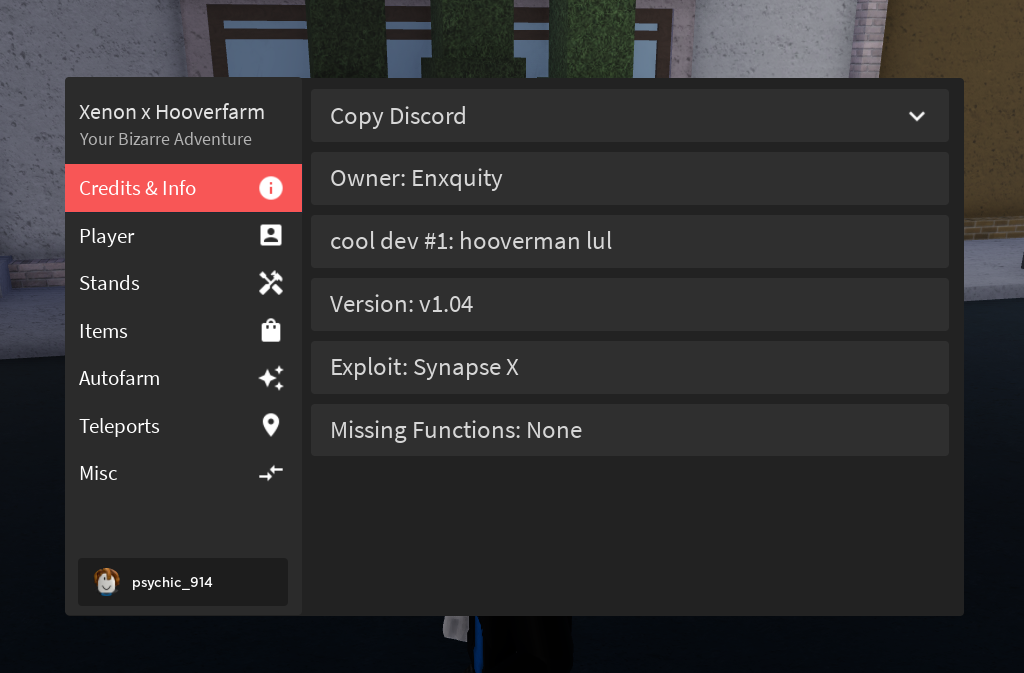 Xenon x Hooverfarm
Your Bizarre Adventure
Credits & Info
Player
Stands
Items
Autofarm
Teleports
Misc
psychic_914
Copy Discord
Owner: Enxquity
cool dev #1: hooverman lul
Version: v1.04
Exploit: Synapse X
Missing Functions: None